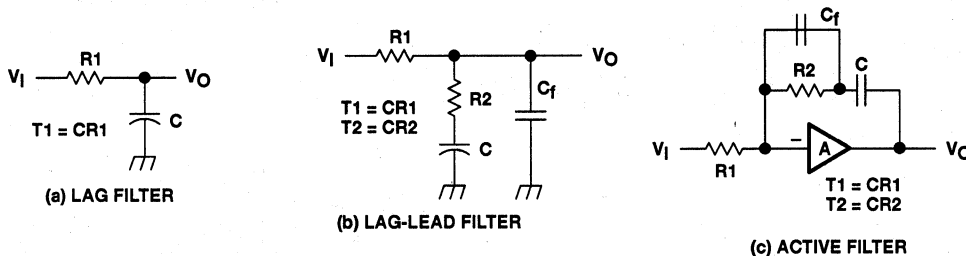 R1
VI
VO
T1 = CR1
C
(a) LAG FILTER
R1
VI
VO
R2
Cf
T1 = CR1
T2 = CR2
C
(b) LAG-LEAD FILTER
Cf
R2
C
VI
R1
−
A
VO
T1 = CR1
T2 = CR2
(c) ACTIVE FILTER